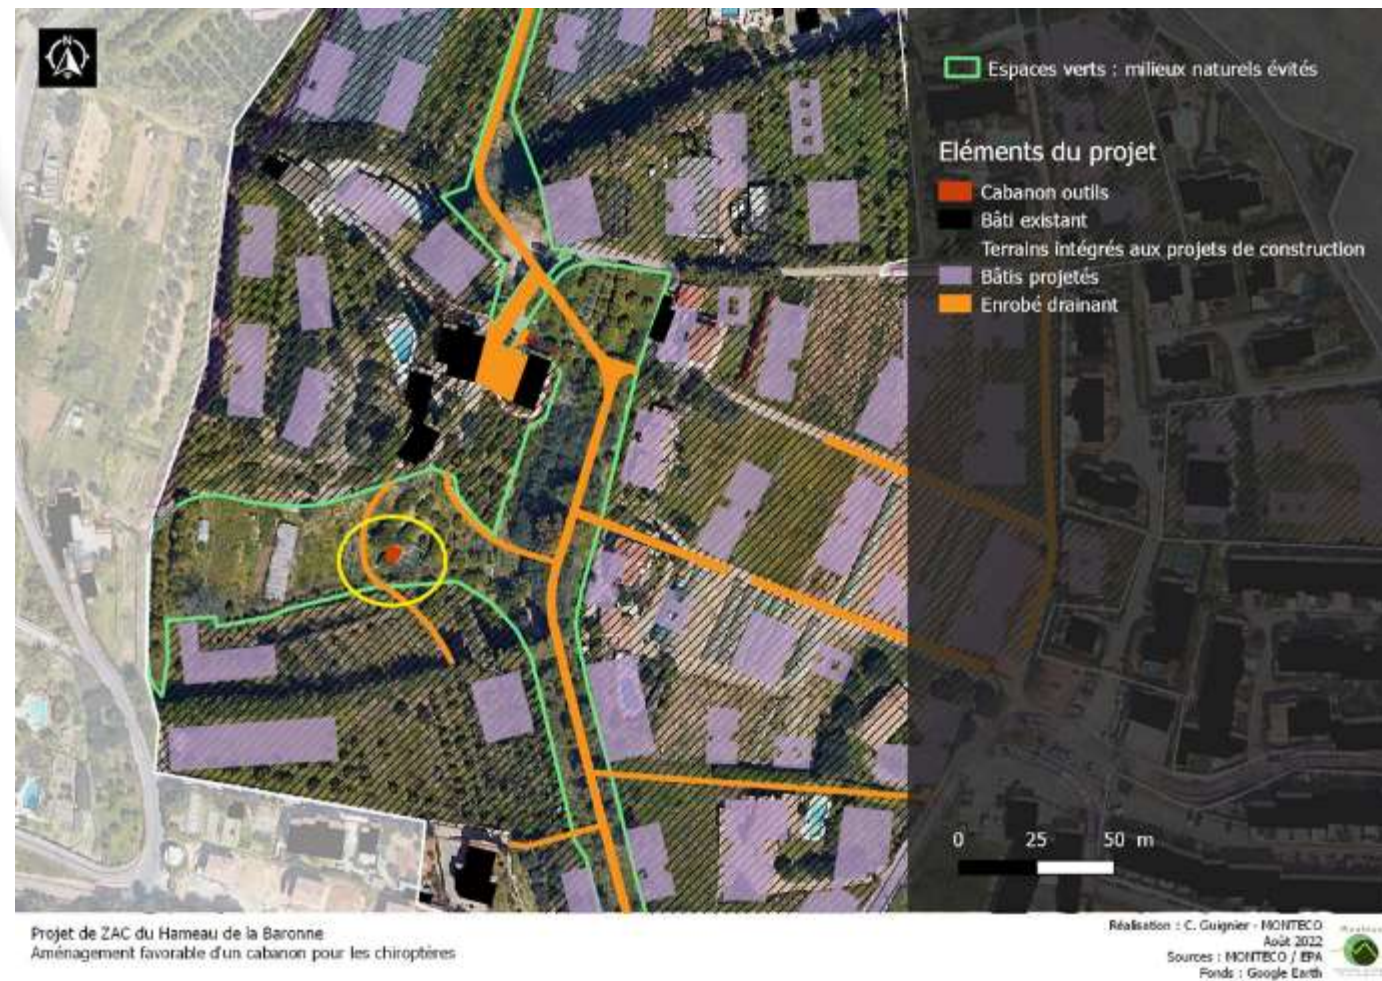 N
Espaces verts : milieux naturels évités
Eléments du projet
Cabanon outils
Bâti existant
Terrains intégrés aux projets de construction
Bâtis projetés
Enrobé drainant
0 25 50 m
Projet de ZAC du Hameau de la Baronne
Aménagement favorable d'un cabanon pour les chiroptères
Réalisation : C. Guignier - MONTECO
Août 2022
Sources : MONTECO / EPA
Fonds : Google Earth